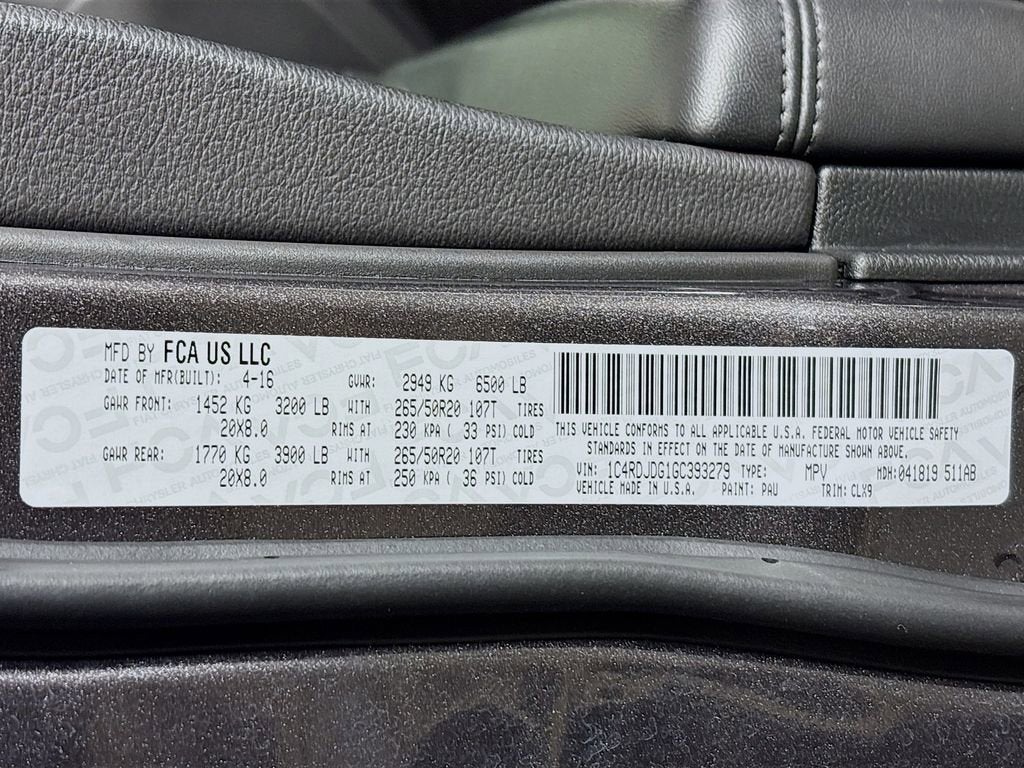 MFD BY FCA US LLC
DATE OF MFR(BUILT): 4-16 GVWR: 2949 KG 6500 LB
GAWR FRONT: 1452 KG 3200 LB WITH 265/50R20 107T TIRES
20X8.0 RIMS AT 230 KPA ( 33 PSI) COLD
GAWR REAR: 1770 KG 3900 LB WITH 265/50R20 107T TIRES
20X8.0 RIMS AT 250 KPA ( 36 PSI) COLD
THIS VEHICLE CONFORMS TO ALL APPLICABLE U.S.A. FEDERAL MOTOR VEHICLE SAFETY
STANDARDS IN EFFECT ON THE DATE OF MANUFACTURE SHOWN ABOVE.
VIN: 1C4RDJDG1GC393279 TYPE: MPV MDH: 041819 511AB
VEHICLE MADE IN U.S.A. PAINT: PAU TRIM: CLX9